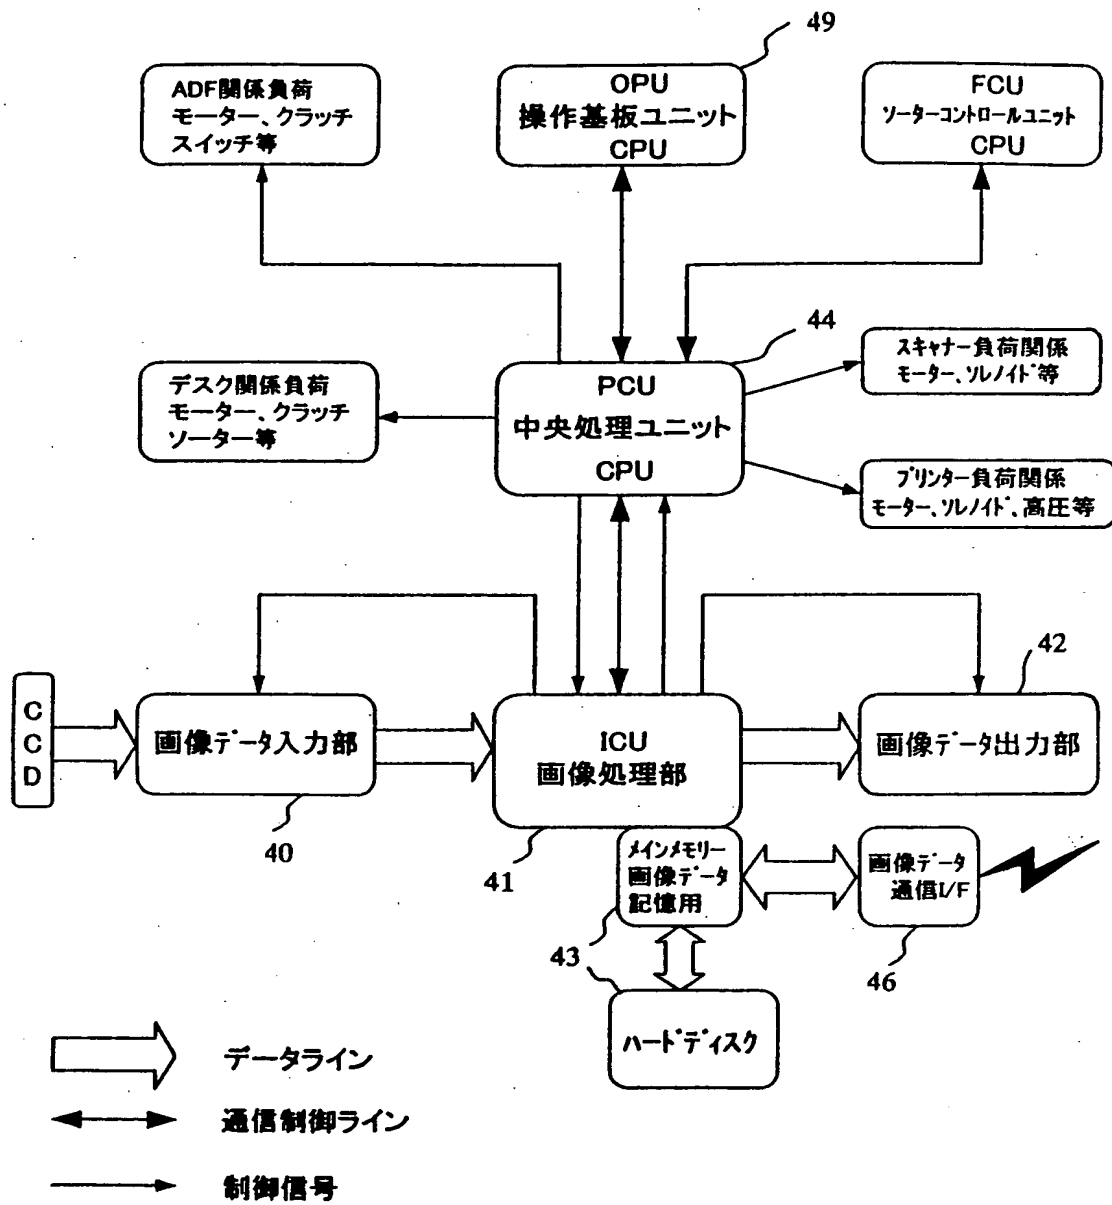 49
ADF関係負荷
モーター、クラッチ
スイッチ等
OPU
操作基板ユニット
CPU
FCU
ソーターコントロールユニット
CPU
44
デスク関係負荷
モーター、クラッチ
ソーター等
PCU
中央処理ユニット
CPU
スキャナー負荷関係
モーター、ソレノイド等
プリンター負荷関係
モーター、ソレノイド、高圧等
42
C
C
D
画像データ入力部
ICU
画像処理部
画像データ出力部
40
41
メインメモリー
画像データ
記憶用
画像データ
通信I/F
43
46
ハードディスク
データライン
通信制御ライン
制御信号